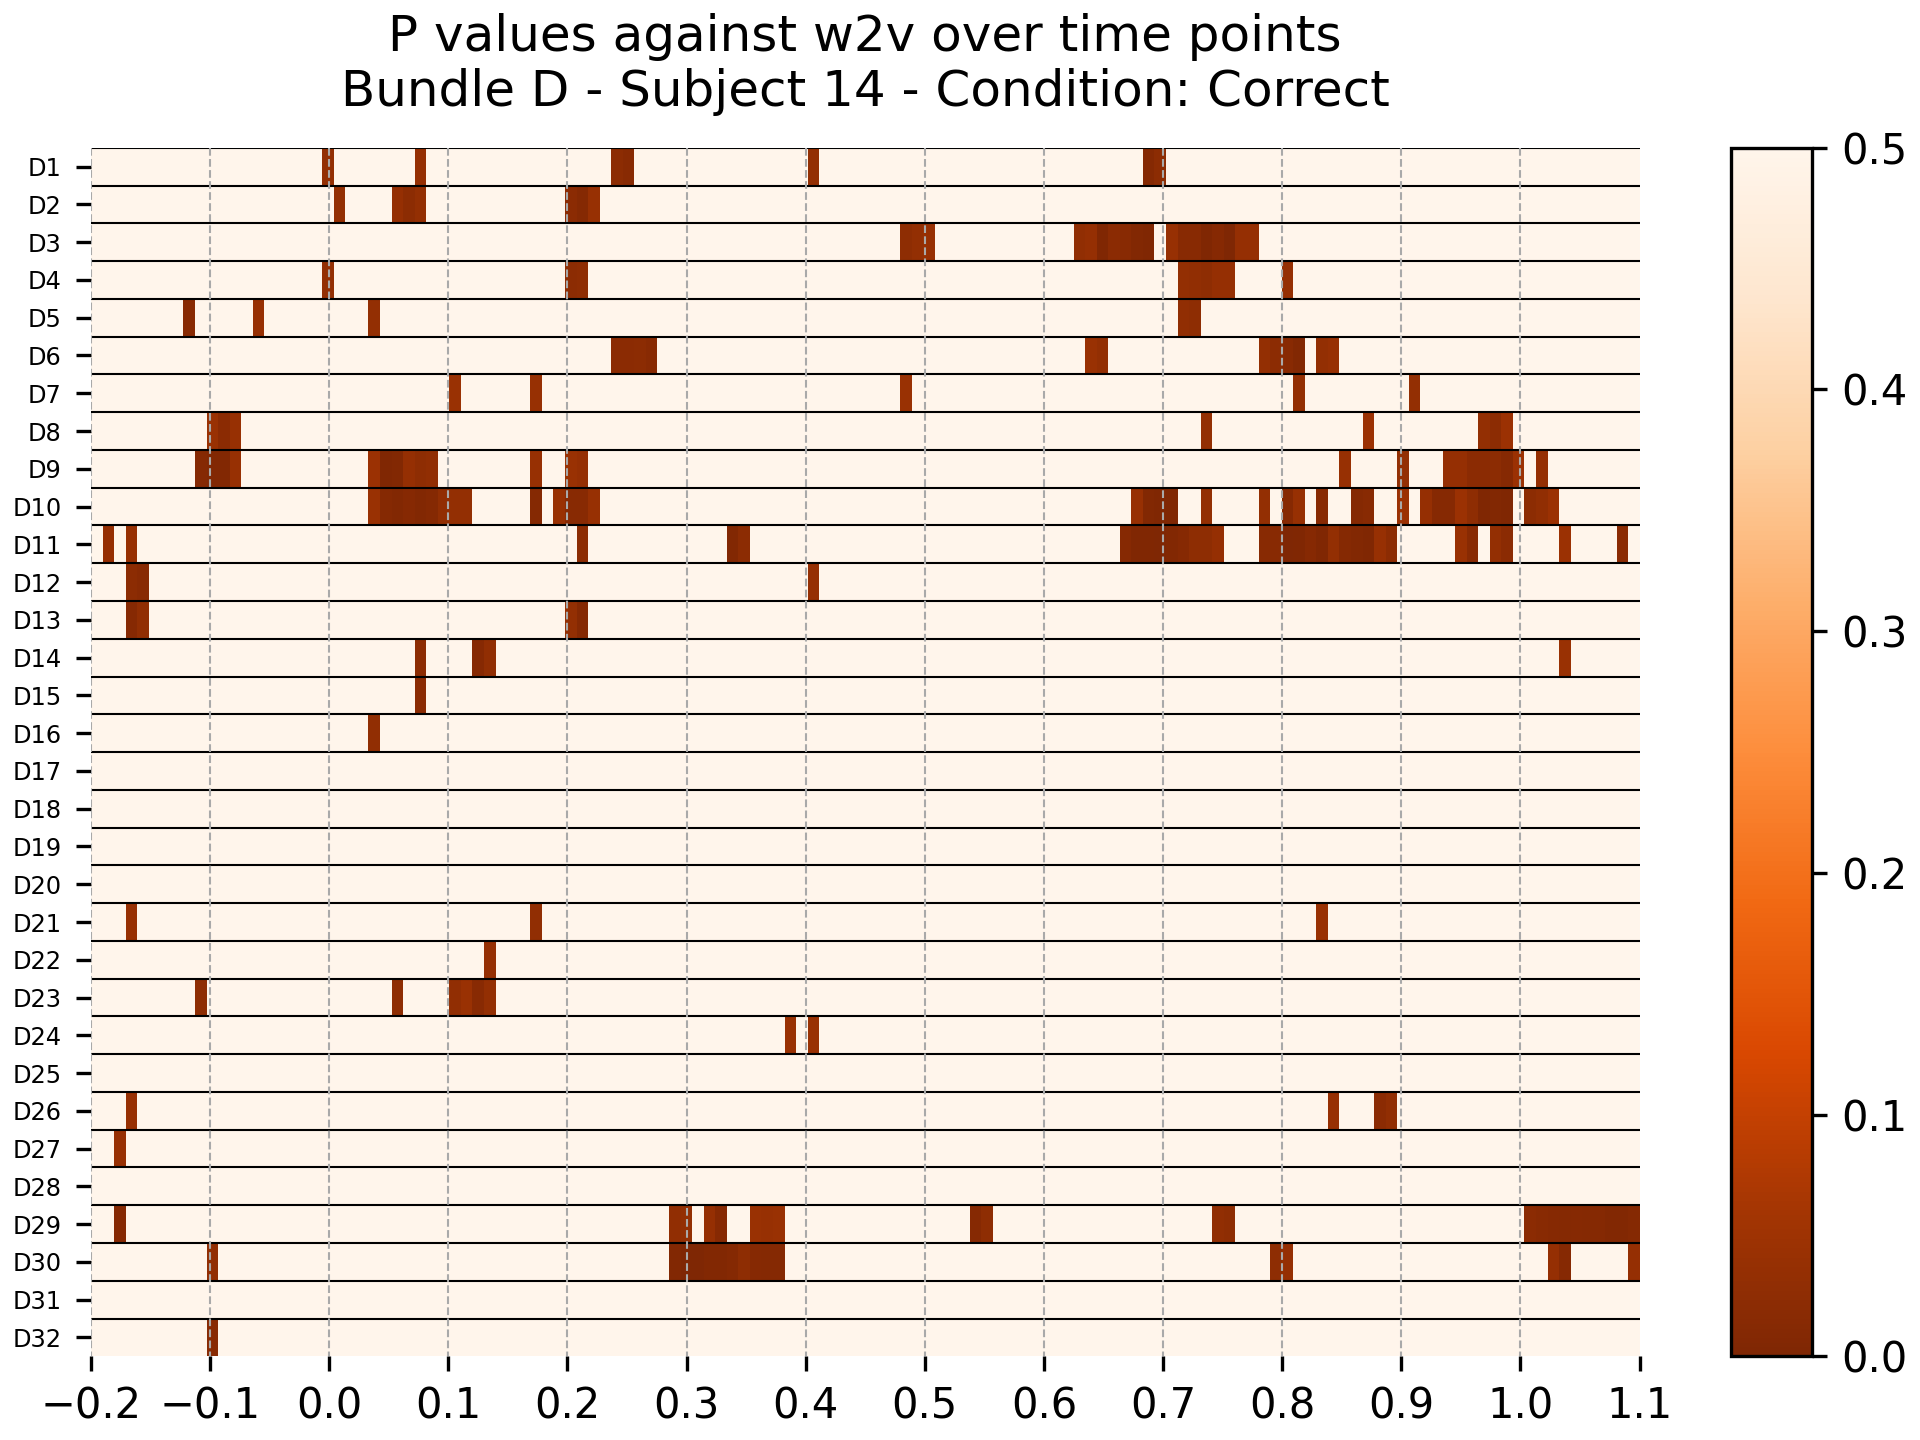 P values against w2v over time points
Bundle D - Subject 14 - Condition: Correct
D1
D2
D3
D4
D5
D6
D7
D8
D9
D10
D11
D12
D13
D14
D15
D16
D17
D18
D19
D20
D21
D22
D23
D24
D25
D26
D27
D28
D29
D30
D31
D32
−0.2 −0.1 0.0 0.1 0.2 0.3 0.4 0.5 0.6 0.7 0.8 0.9 1.0 1.1
0.5
0.4
0.3
0.2
0.1
0.0